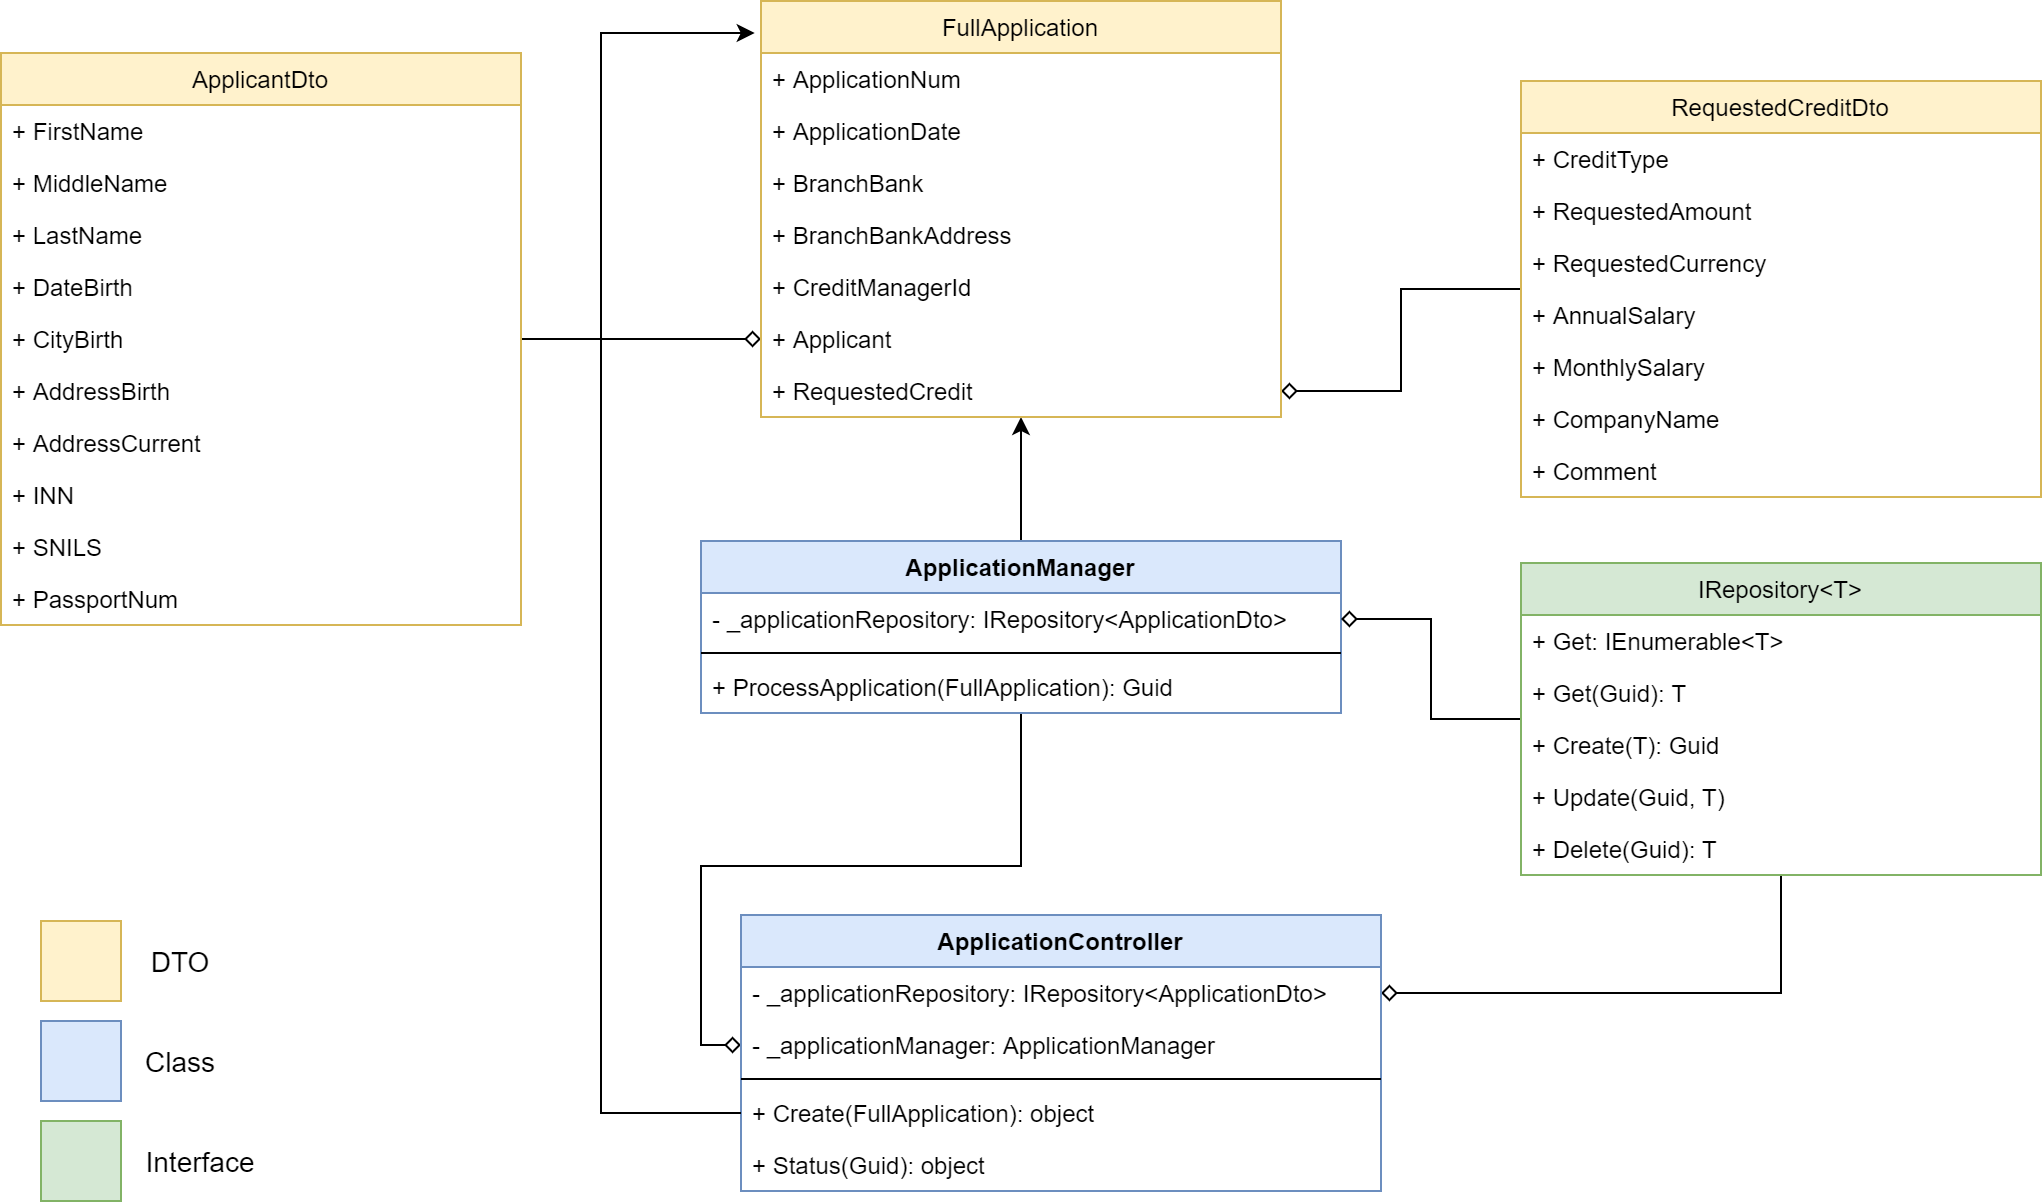 FullApplication
+ ApplicationNum
+ ApplicationDate
+ BranchBank
+ BranchBankAddress
+ CreditManagerId
+ Applicant
+ RequestedCredit
ApplicantDto
+ FirstName
+ MiddleName
+ LastName
+ DateBirth
+ CityBirth
+ AddressBirth
+ AddressCurrent
+ INN
+ SNILS
+ PassportNum
RequestedCreditDto
+ CreditType
+ RequestedAmount
+ RequestedCurrency
+ AnnualSalary
+ MonthlySalary
+ CompanyName
+ Comment
ApplicationManager
- _applicationRepository: IRepository<ApplicationDto>
+ ProcessApplication(FullApplication): Guid
IRepository<T>
+ Get: IEnumerable<T>
+ Get(Guid): T
+ Create(T): Guid
+ Update(Guid, T)
+ Delete(Guid): T
ApplicationController
- _applicationRepository: IRepository<ApplicationDto>
- _applicationManager: ApplicationManager
+ Create(FullApplication): object
+ Status(Guid): object
DTO
Class
Interface